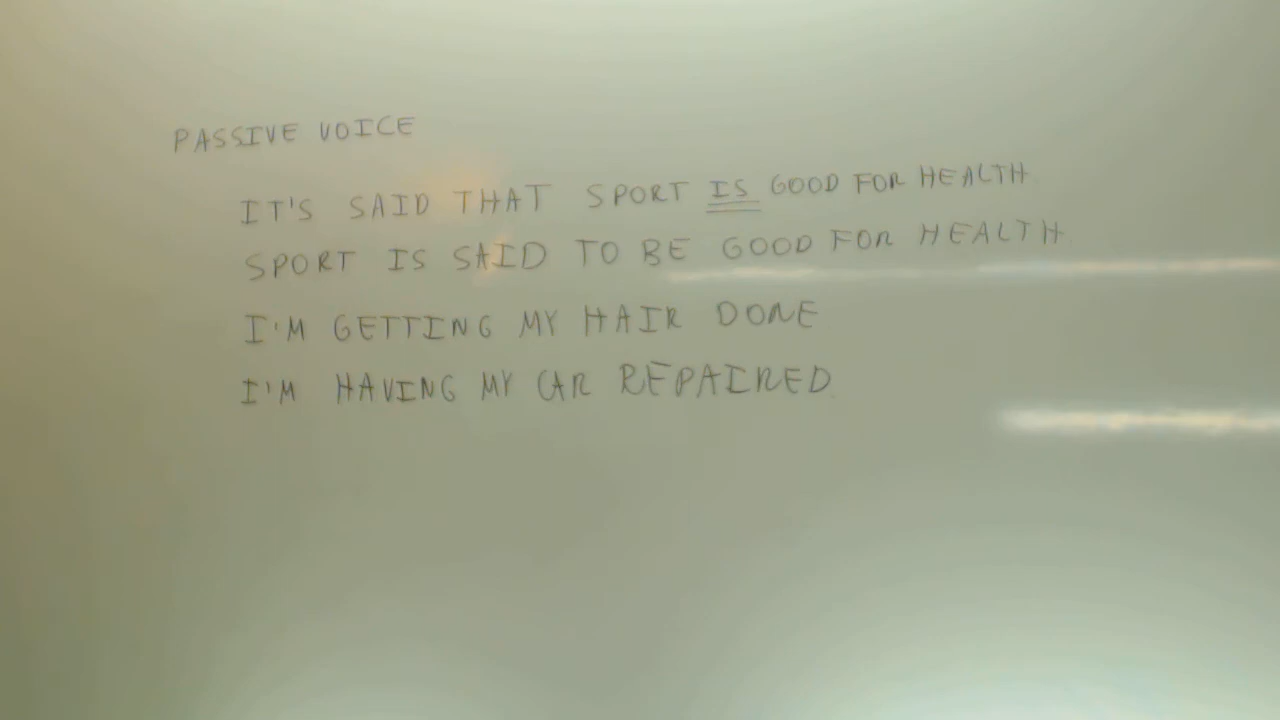 PASSIVE VOICE
IT'S SAID THAT SPORT IS GOOD FOR HEALTH
SPORT IS SAID TO BE GOOD FOR HEALTH
I'M GETTING MY HAIR DONE
I'M HAVING MY CAR REPAIRED